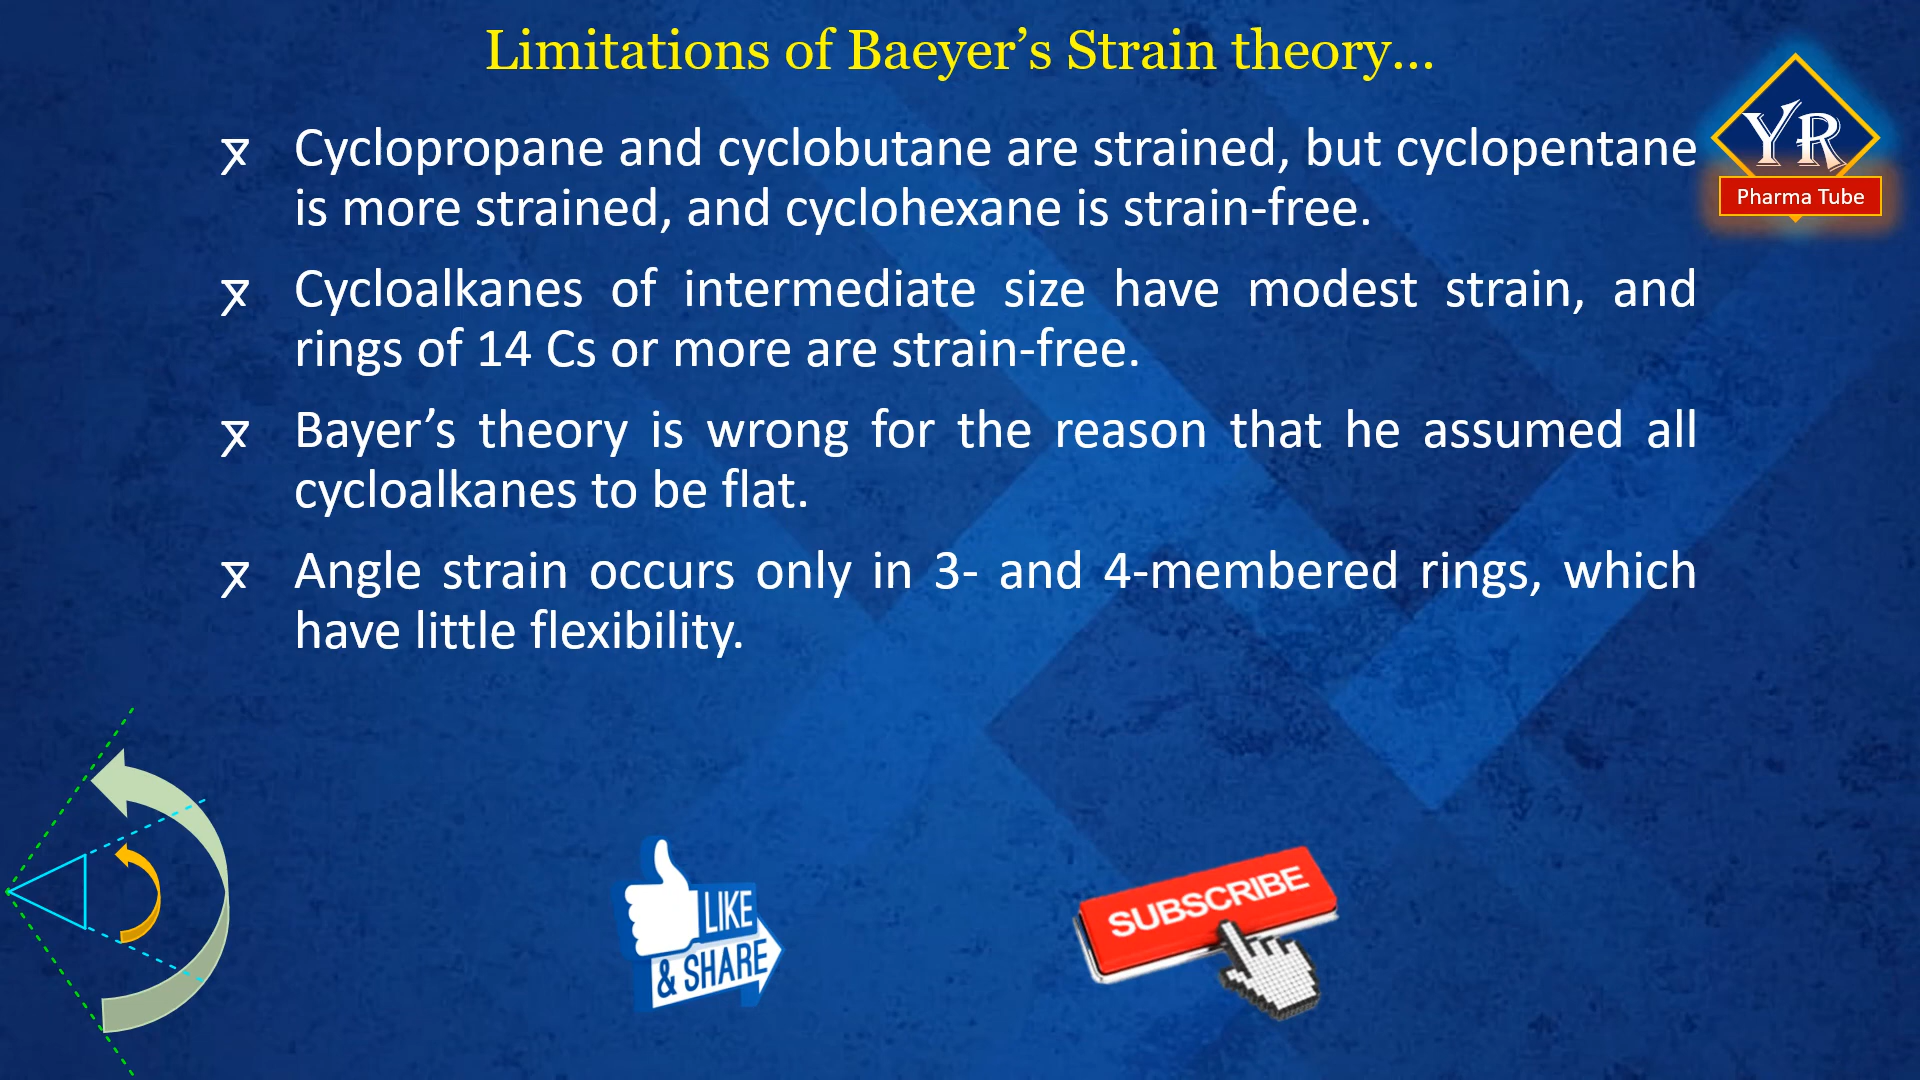 Limitations of Baeyer’s Strain theory…
YR
Pharma Tube
Cyclopropane and cyclobutane are strained, but cyclopentane
is more strained, and cyclohexane is strain-free.
Cycloalkanes of intermediate size have modest strain, and
rings of 14 Cs or more are strain-free.
Bayer’s theory is wrong for the reason that he assumed all
cycloalkanes to be flat.
Angle strain occurs only in 3- and 4-membered rings, which
have little flexibility.
LIKE
& SHARE
SUBSCRIBE